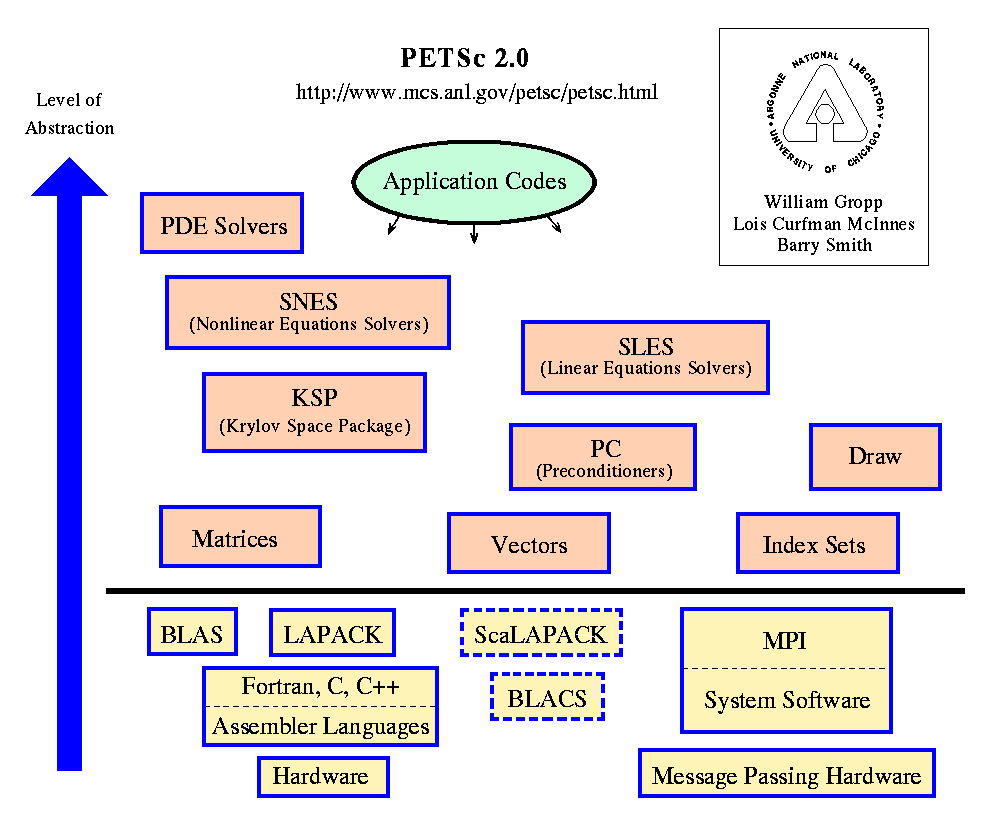 PETSc 2.0
http://www.mcs.anl.gov/petsc/petsc.html
Level of
Abstraction
ARGONNE NATIONAL LABORATORY
UNIVERSITY OF CHICAGO
William Gropp
Lois Curfman McInnes
Barry Smith
Application Codes
PDE Solvers
SNES
(Nonlinear Equations Solvers)
SLES
(Linear Equations Solvers)
KSP
(Krylov Space Package)
PC
(Preconditioners)
Draw
Matrices
Vectors
Index Sets
BLAS
LAPACK
ScaLAPACK
MPI
Fortran, C, C++
BLACS
System Software
Assembler Languages
Hardware
Message Passing Hardware